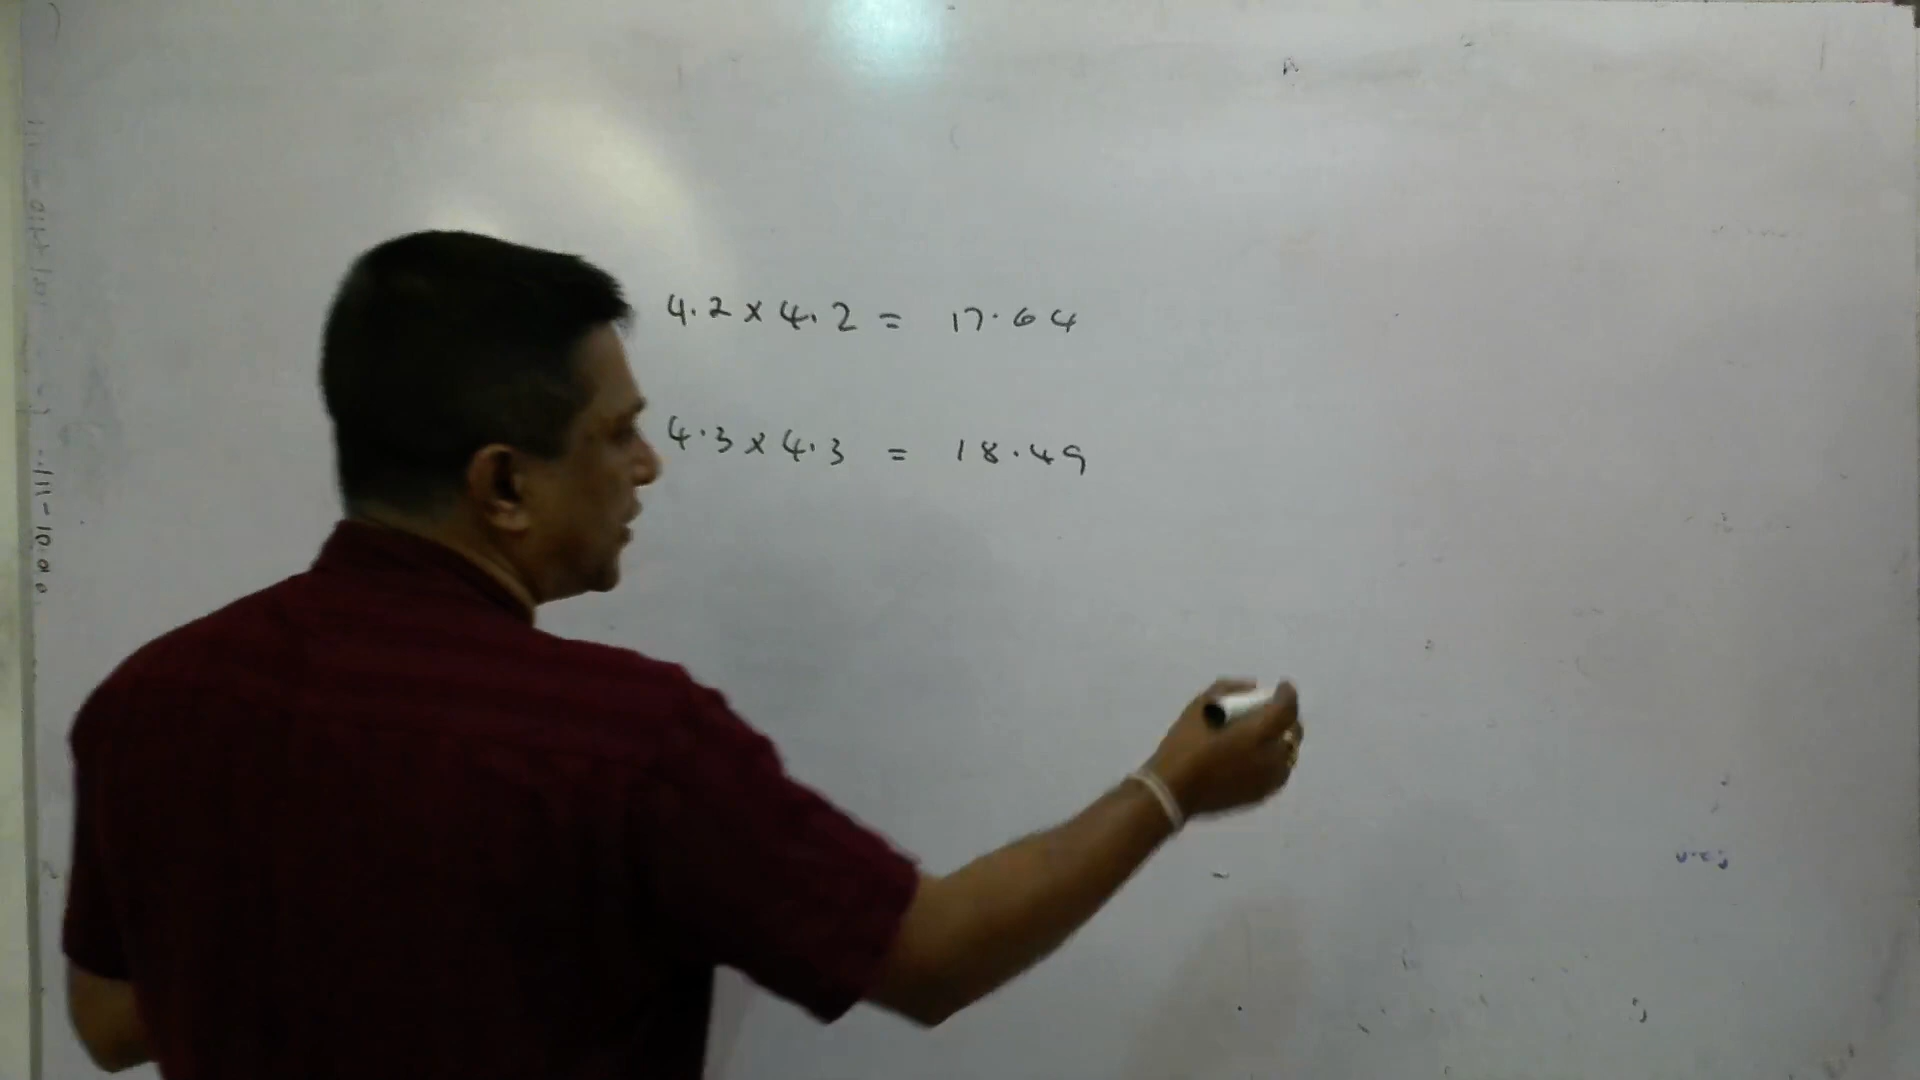 4.2 x 4.2 = 17.64
4.3 x 4.3 = 18.49